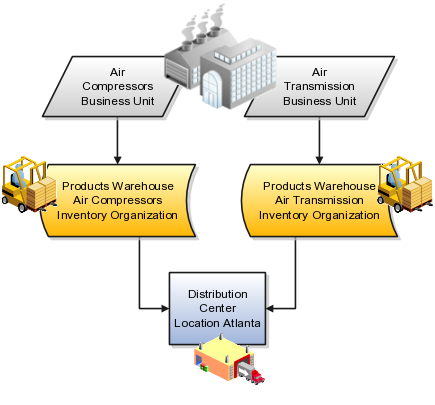 Air
Compressors
Business Unit
Air
Transmission
Business Unit
Products Warehouse
Air Compressors
Inventory Organization
Products Warehouse
Air Transmission
Inventory Organization
Distribution
Center
Location Atlanta